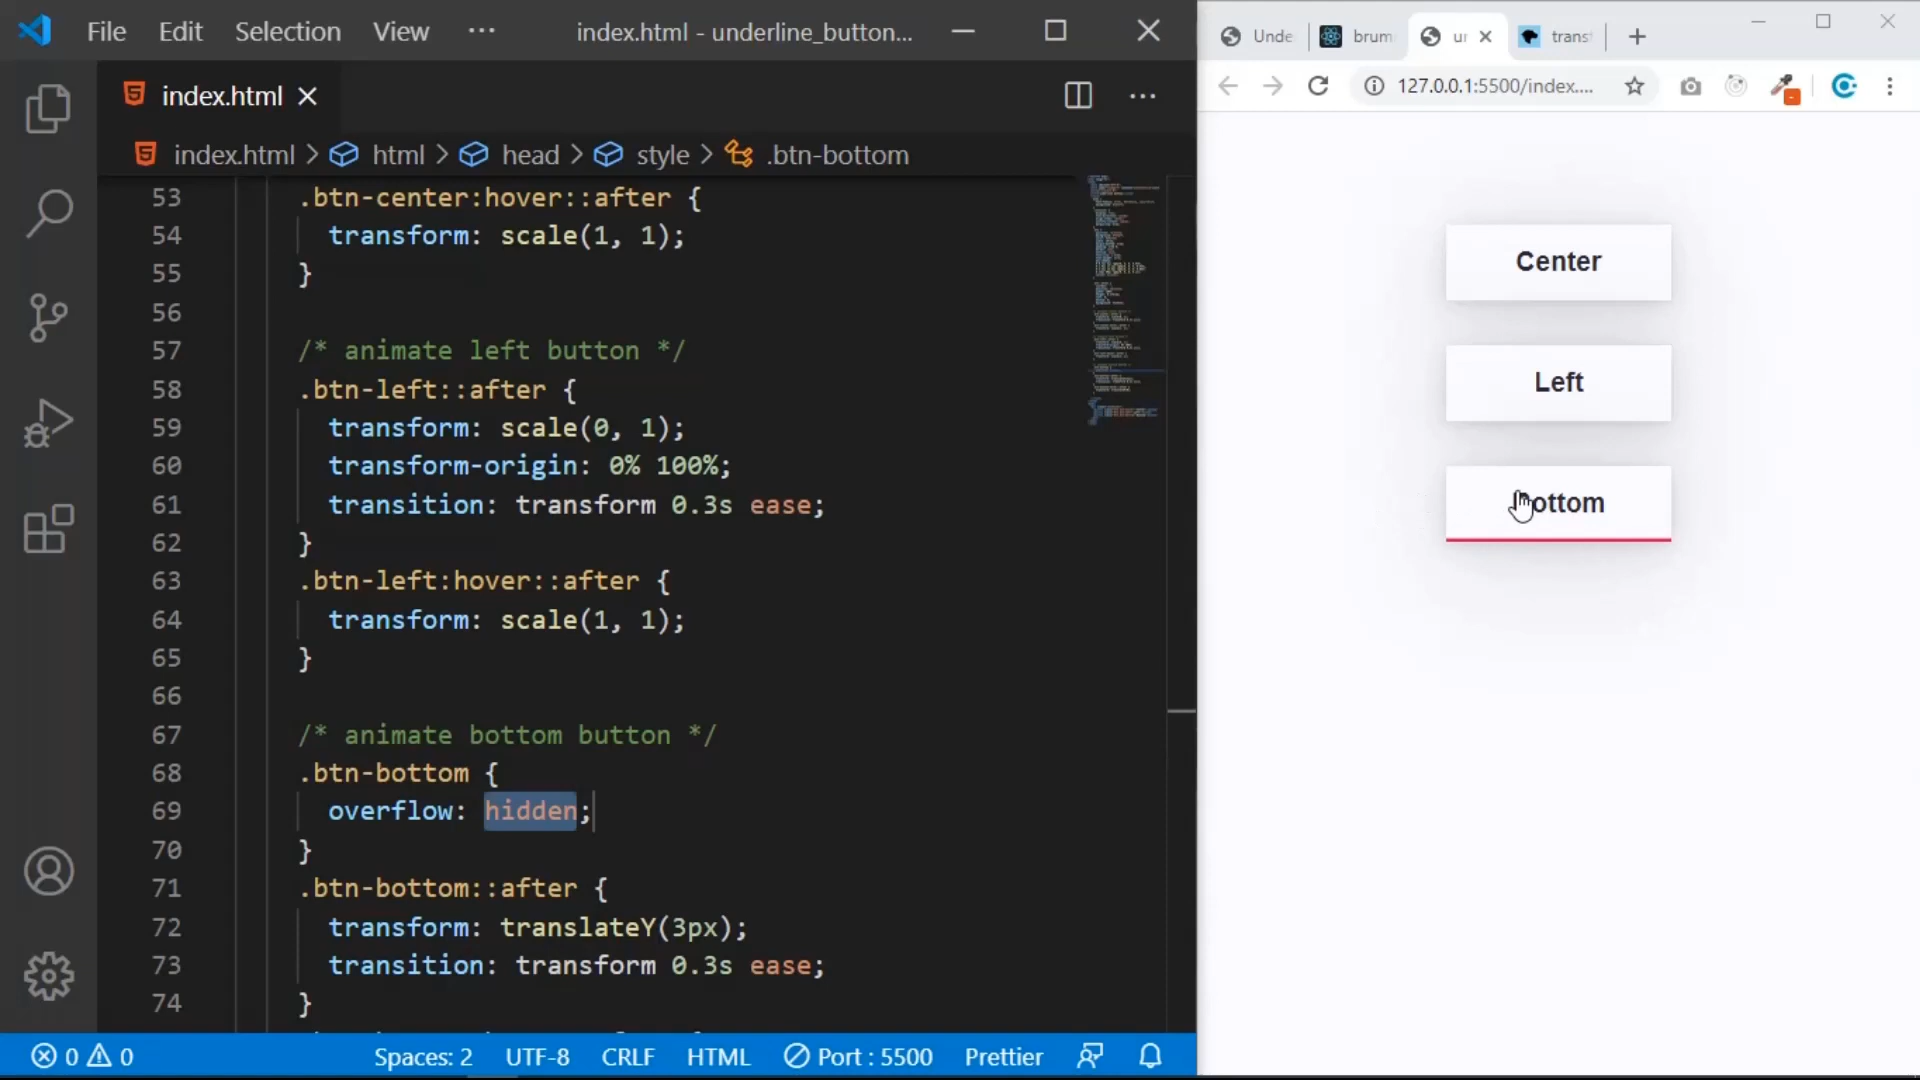 File Edit Selection View ··· index.html - underline_button...
index.html
index.html > html > head > style > .btn-bottom
53 .btn-center:hover::after {
54 transform: scale(1, 1);
55 }
56
57 /* animate left button */
58 .btn-left::after {
59 transform: scale(0, 1);
60 transform-origin: 0% 100%;
61 transition: transform 0.3s ease;
62 }
63 .btn-left:hover::after {
64 transform: scale(1, 1);
65 }
66
67 /* animate bottom button */
68 .btn-bottom {
69 overflow: hidden;
70 }
71 .btn-bottom::after {
72 transform: translateY(3px);
73 transition: transform 0.3s ease;
74 }
0 0 Spaces: 2 UTF-8 CRLF HTML Port : 5500 Prettier
Unde brum ur trans
127.0.0.1:5500/index....
Center
Left
ottom